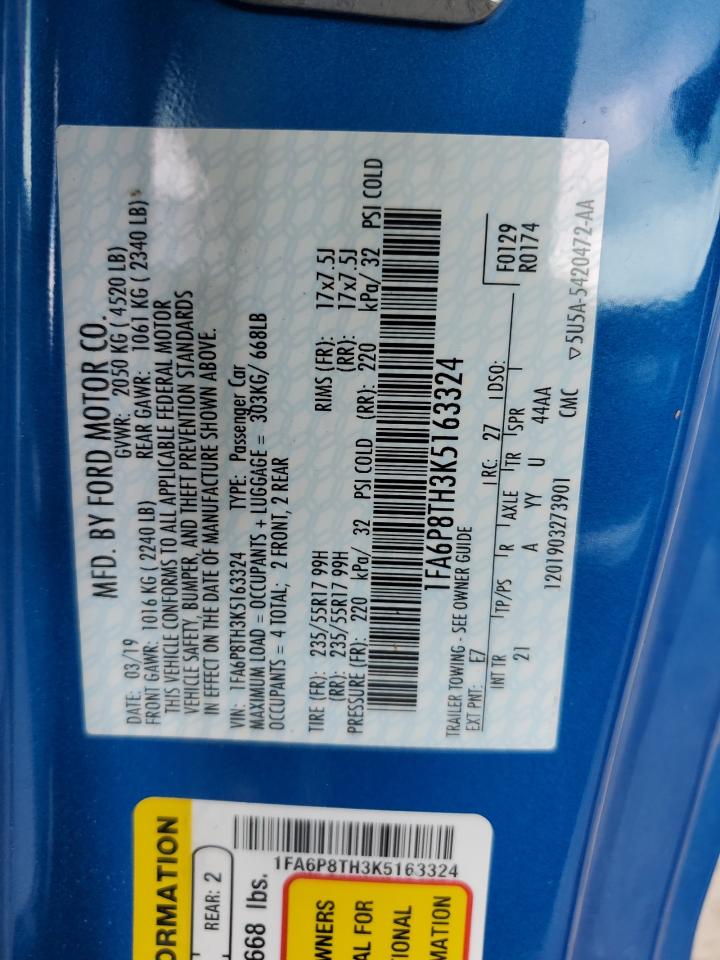 MFD. BY FORD MOTOR CO.
DATE: 03/19 GVWR: 2050 KG ( 4520 LB)
FRONT GAWR: 1016 KG ( 2240 LB) REAR GAWR: 1061 KG ( 2340 LB)
THIS VEHICLE CONFORMS TO ALL APPLICABLE FEDERAL MOTOR
VEHICLE SAFETY, BUMPER, AND THEFT PREVENTION STANDARDS
IN EFFECT ON THE DATE OF MANUFACTURE SHOWN ABOVE.
VIN: 1FA6P8TH3K5163324 TYPE: Passenger Car
MAXIMUM LOAD = OCCUPANTS + LUGGAGE = 303KG/ 668LB
OCCUPANTS = 4 TOTAL; 2 FRONT, 2 REAR
TIRE (FR): 235/55R17 99H RIMS (FR): 17x7.5J
(RR): 235/55R17 99H (RR): 17x7.5J
PRESSURE (FR): 220 kPa/ 32 PSI COLD (RR): 220 kPa/ 32 PSI COLD
1FA6P8TH3K5163324
TRAILER TOWING - SEE OWNER GUIDE
EXT PNT: E7 RC: 27 DSO: F0129
R0174
INT TR TP/PS R AXLE TR SPR
21 A YY U 44AA
1201903273901 CMC ▽5U5A-5420472-AA
ORMATION
REAR: 2
668 lbs.
1FA6P8TH3K5163324
WNERS
AL FOR
IONAL
MATION